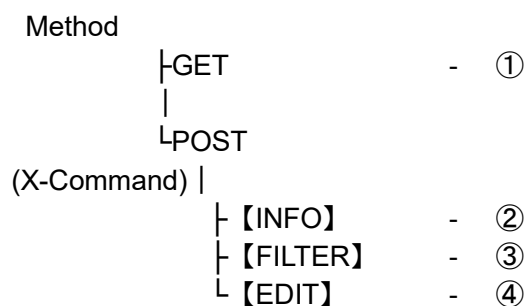 Method
├GET - ①
│
└POST
(X-Command)│
├【INFO】 - ②
├【FILTER】 - ③
└【EDIT】 - ④